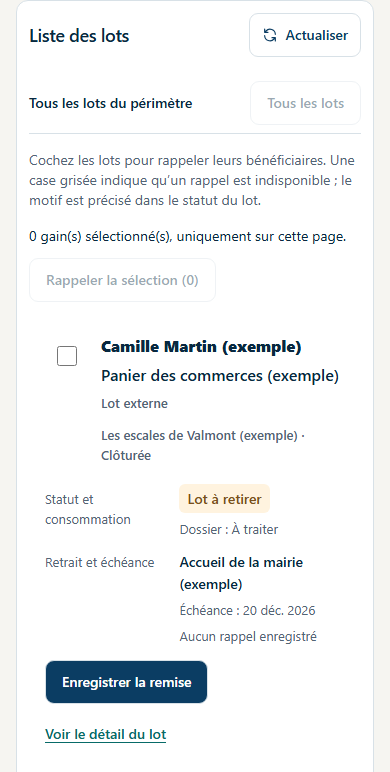 Liste des lots
Actualiser
Tous les lots du périmètre
Tous les lots
Cochez les lots pour rappeler leurs bénéficiaires. Une
case grisée indique qu’un rappel est indisponible ; le
motif est précisé dans le statut du lot.
0 gain(s) sélectionné(s), uniquement sur cette page.
Rappeler la sélection (0)
Camille Martin (exemple)
Panier des commerces (exemple)
Lot externe
Les escales de Valmont (exemple) ·
Clôturée
Statut et
consommation
Lot à retirer
Dossier : À traiter
Retrait et échéance
Accueil de la mairie
(exemple)
Échéance : 20 déc. 2026
Aucun rappel enregistré
Enregistrer la remise
Voir le détail du lot